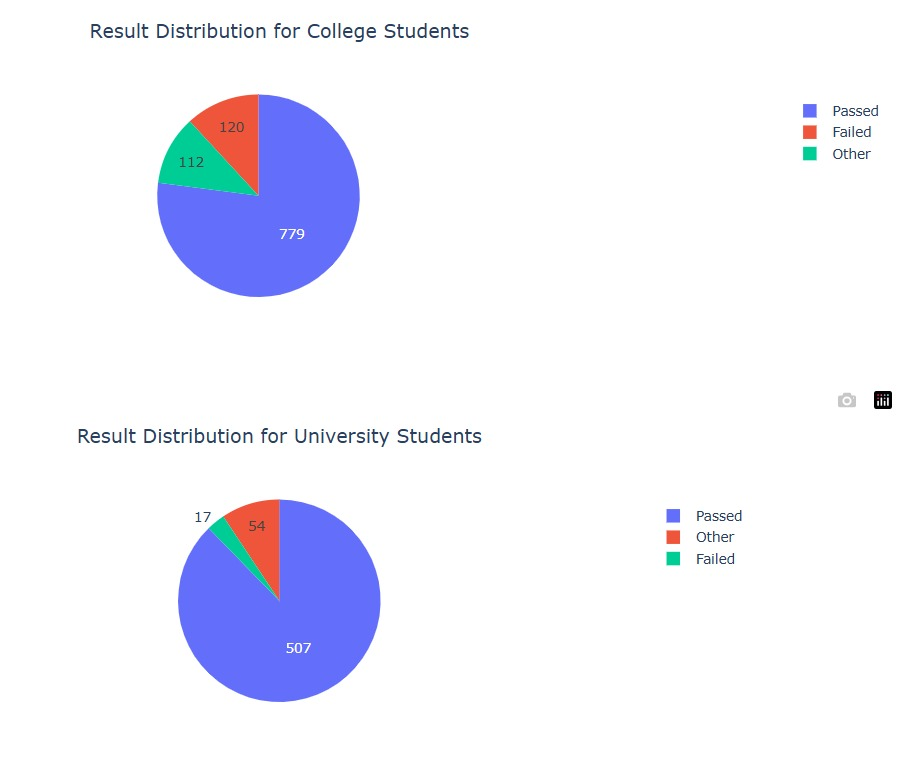 Result Distribution for College Students
120
112
779
Passed
Failed
Other
Result Distribution for University Students
17
54
507
Passed
Other
Failed